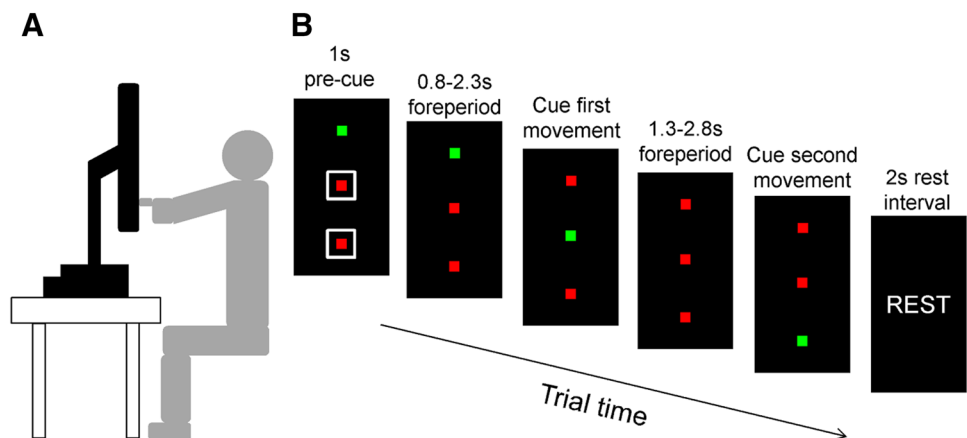 A
B
1s
pre-cue
0.8-2.3s
foreperiod
Cue first
movement
1.3-2.8s
foreperiod
Cue second
movement
2s rest
interval
REST
Trial time